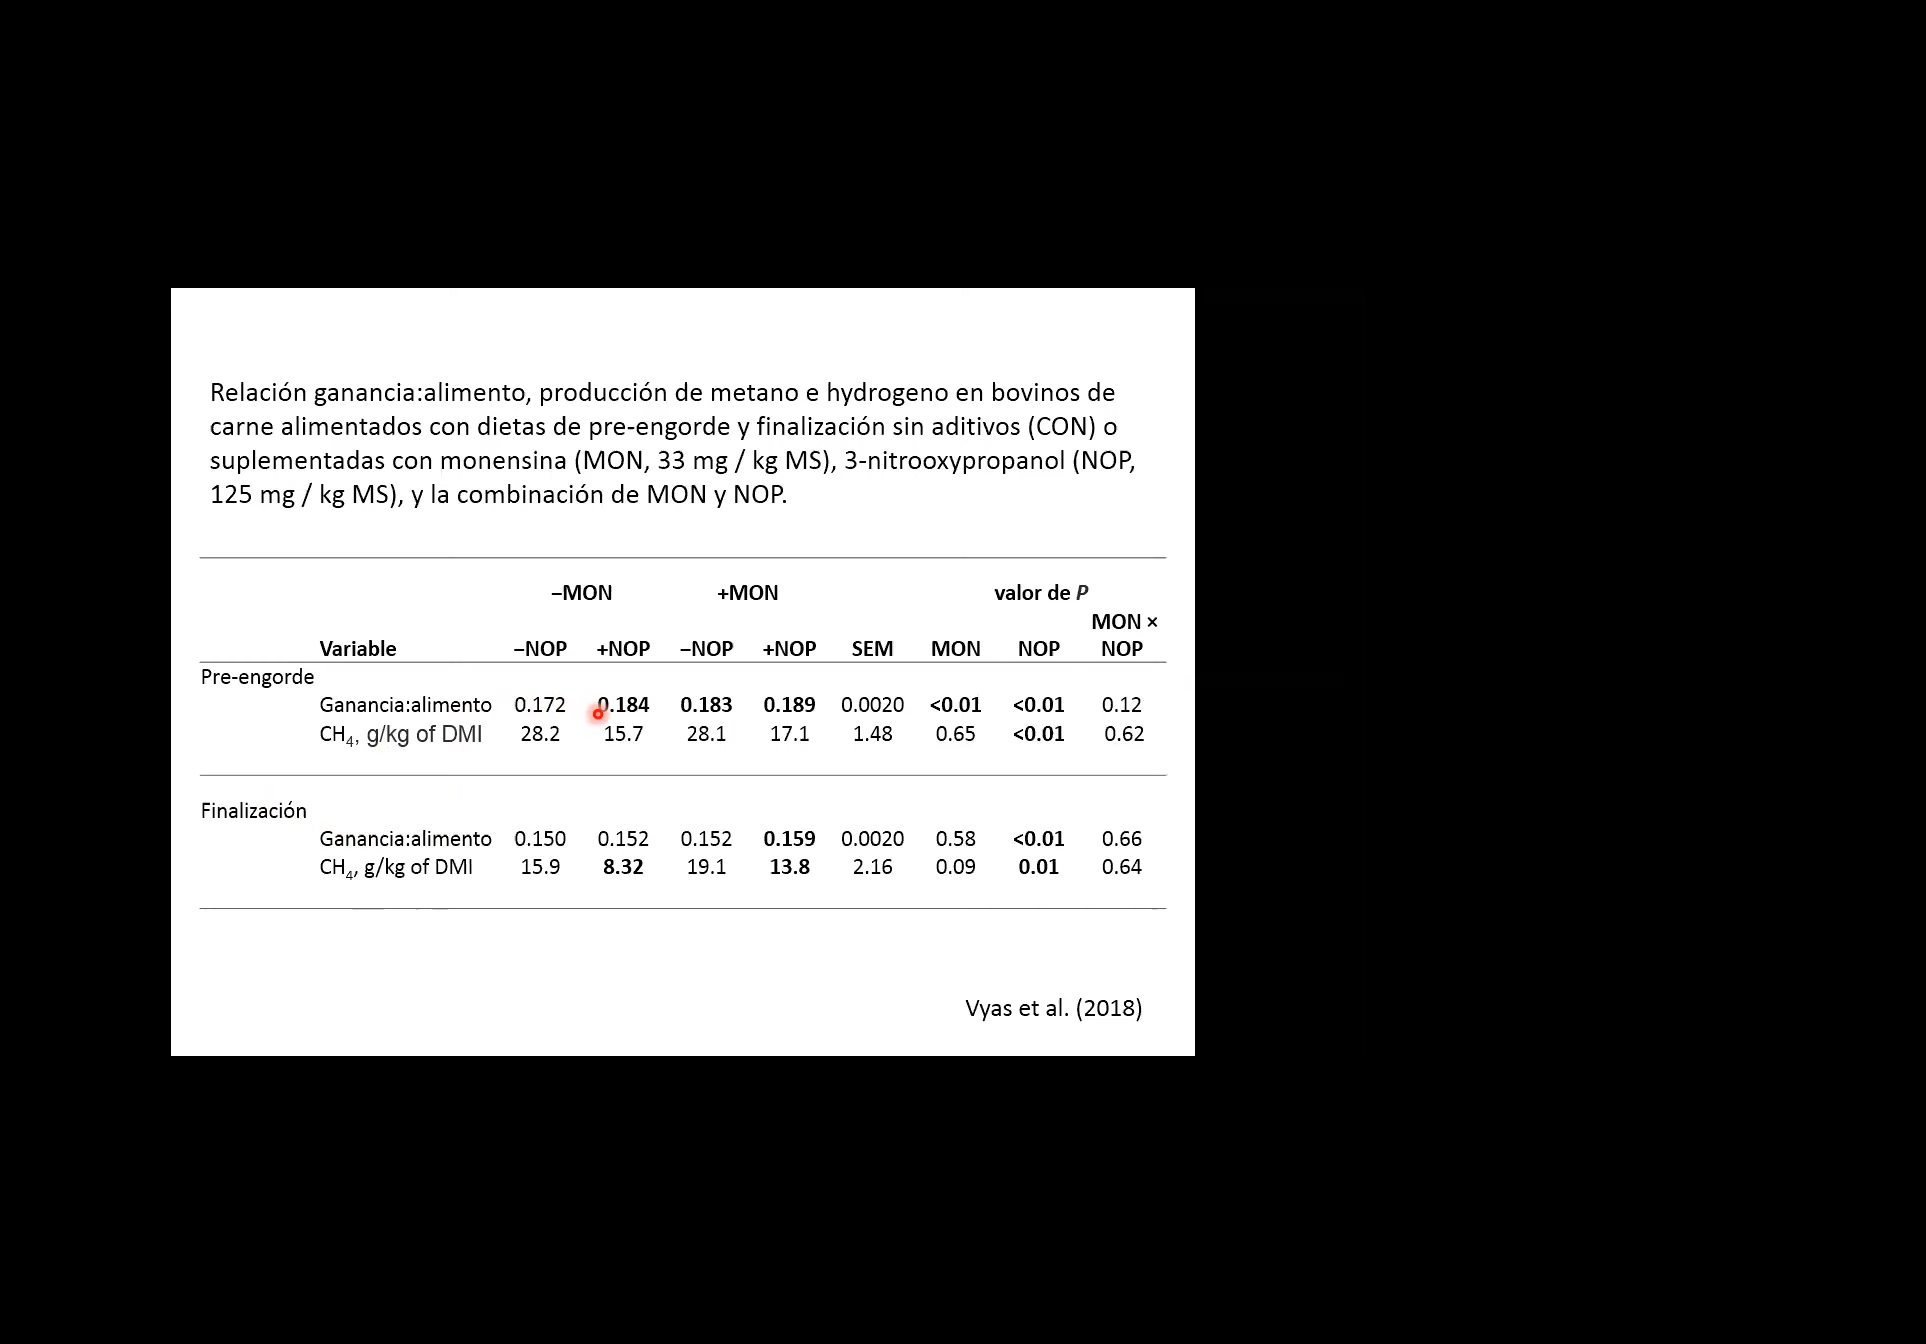 Relación ganancia:alimento, producción de metano e hydrogeno en bovinos de
carne alimentados con dietas de pre-engorde y finalización sin aditivos (CON) o
suplementadas con monensina (MON, 33 mg / kg MS), 3-nitrooxypropanol (NOP,
125 mg / kg MS), y la combinación de MON y NOP.
–MON +MON valor de P
MON ×
Variable –NOP +NOP –NOP +NOP SEM MON NOP NOP
Pre-engorde
Ganancia:alimento 0.172 0.184 0.183 0.189 0.0020 <0.01 <0.01 0.12
CH₄, g/kg of DMI 28.2 15.7 28.1 17.1 1.48 0.65 <0.01 0.62
Finalización
Ganancia:alimento 0.150 0.152 0.152 0.159 0.0020 0.58 <0.01 0.66
CH₄, g/kg of DMI 15.9 8.32 19.1 13.8 2.16 0.09 0.01 0.64
Vyas et al. (2018)